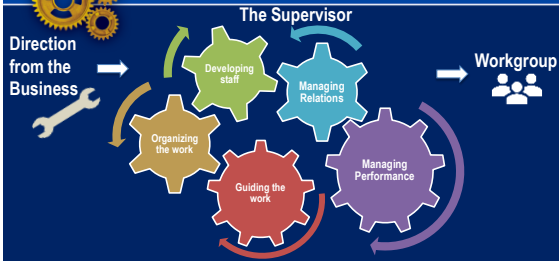 The Supervisor
Direction
from the
Business
Developing
staff
Managing
Relations
Workgroup
Organizing
the work
Guiding the
work
Managing
Performance